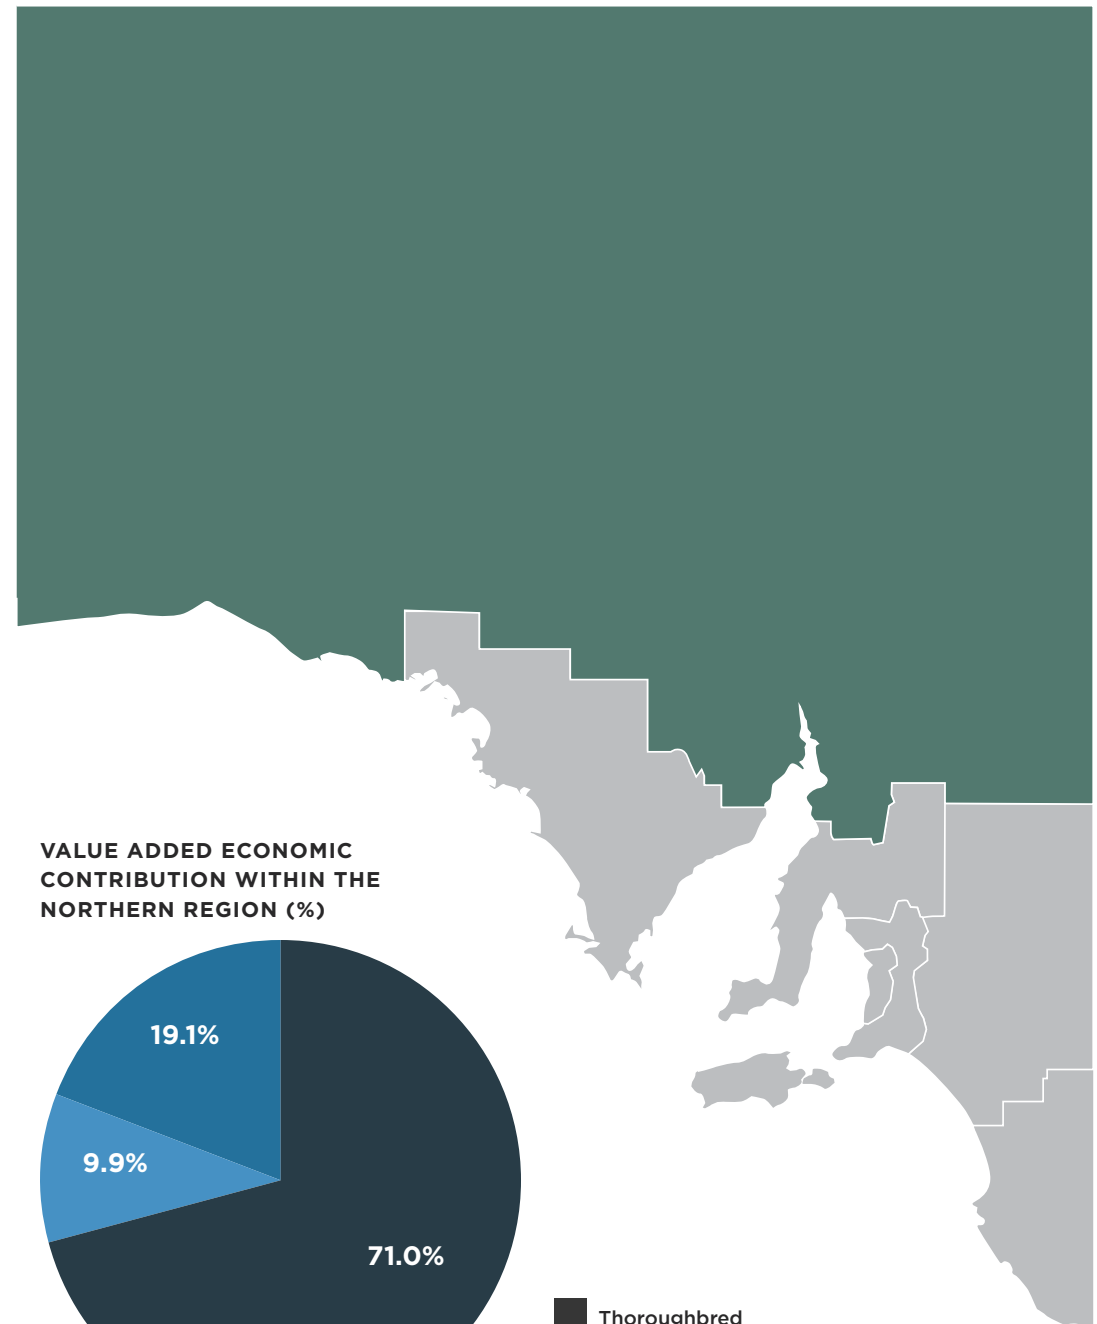 VALUE ADDED ECONOMIC
CONTRIBUTION WITHIN THE
NORTHERN REGION (%)
19.1%
9.9%
71.0%
Thoroughbred